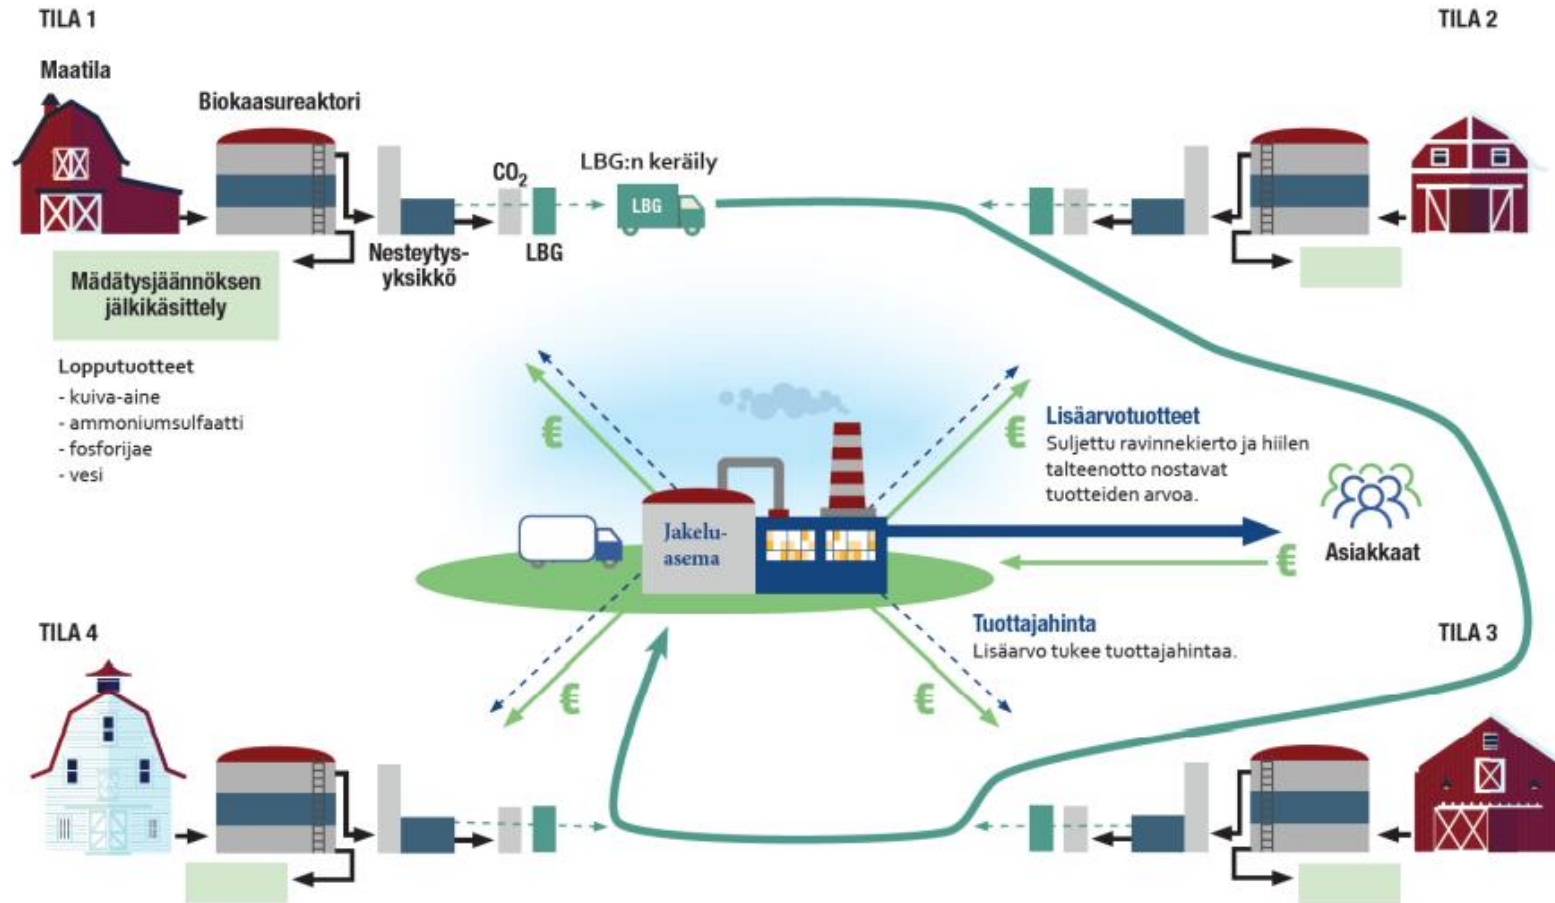 TILA 1
TILA 2
Maatila
Biokaasureaktori
CO₂
LBG:n keräily
LBG
Nesteytys-
yksikkö
LBG
Mädätysjäännöksen
jälkikäsittely
Lopputuotteet
- kuiva-aine
- ammoniumsulfaatti
- fosforijae
- vesi
€
€
Lisäarvotuotteet
Suljettu ravinnekierto ja hiilen
talteenotto nostavat
tuotteiden arvoa.
Jakelu-
asema
€
Asiakkaat
Tuottajahinta
Lisäarvo tukee tuottajahintaa.
TILA 4
TILA 3
€
€